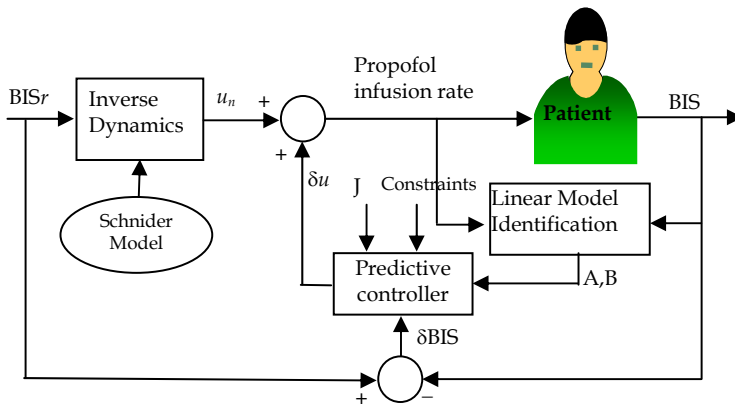 BISr
Inverse
Dynamics
uₙ
+
+
Propofol
infusion rate
Patient
BIS
δu
J
Constraints
Linear Model
Identification
Schnider
Model
Predictive
controller
A,B
δBIS
+
−